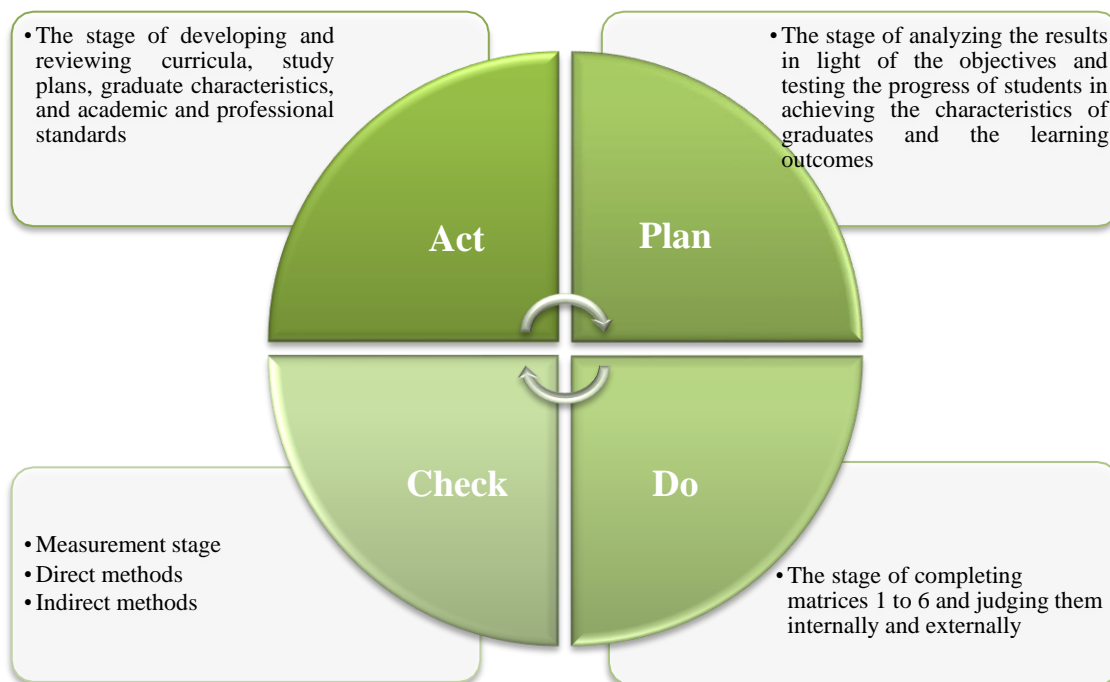 • The stage of developing and
reviewing curricula, study
plans, graduate characteristics,
and academic and professional
standards
• The stage of analyzing the results
in light of the objectives and
testing the progress of students in
achieving the characteristics of
graduates and the learning
outcomes
Act
Plan
Check
Do
• Measurement stage
• Direct methods
• Indirect methods
• The stage of completing
matrices 1 to 6 and judging them
internally and externally